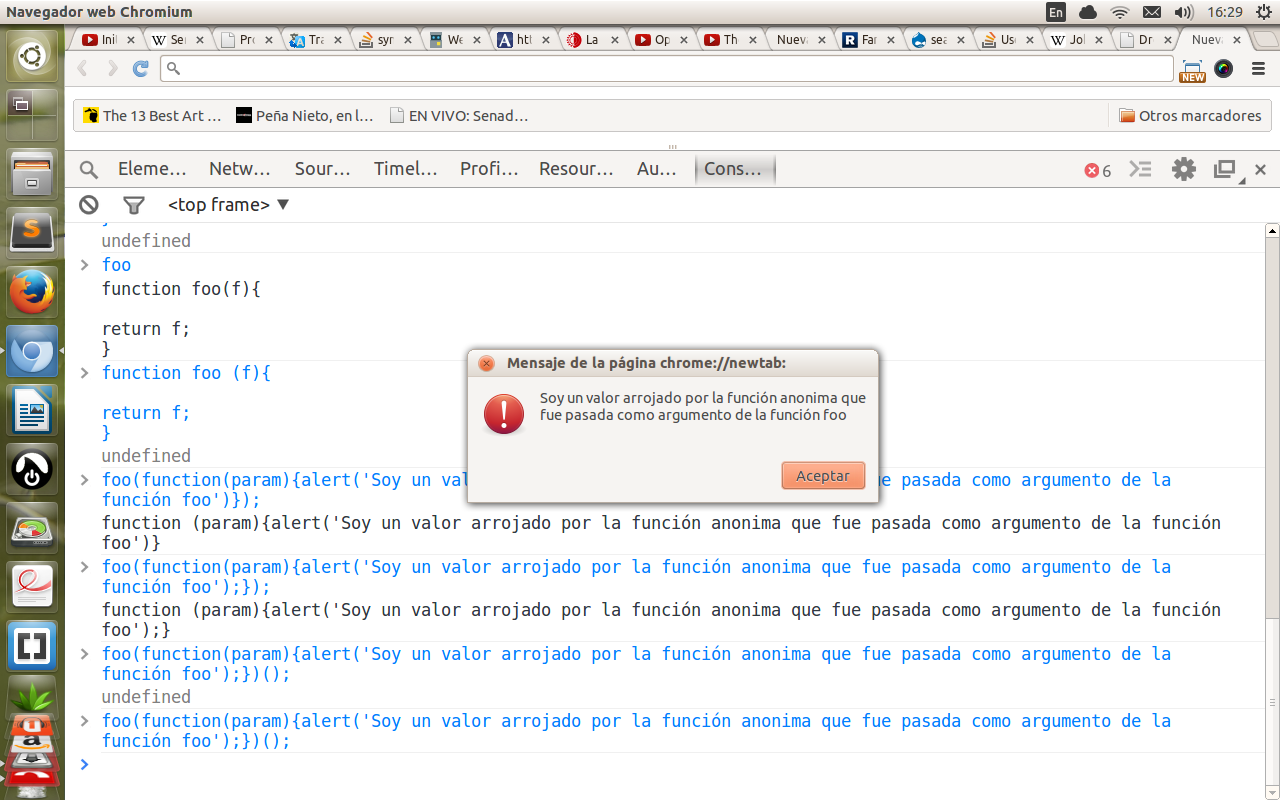 Navegador web Chromium
En
16:29
Ini
Ser
Pro
Tra
syr
We
htt
La
Op
Th
Nueva
Far
sea
Use
Jol
Dr
Nueva
NEW
The 13 Best Art ...
Peña Nieto, en l...
EN VIVO: Senad...
Otros marcadores
Eleme...
Netw...
Sour...
Timel...
Profi...
Resour...
Au...
Cons...
6
<top frame> ▼
undefined
> foo
function foo(f){
return f;
}
> function foo (f){
return f;
}
undefined
> foo(function(param){alert('Soy un val
e pasada como argumento de la
función foo')});
function (param){alert('Soy un valor arrojado por la función anonima que fue pasada como argumento de la función
foo')}
> foo(function(param){alert('Soy un valor arrojado por la función anonima que fue pasada como argumento de la
función foo');});
function (param){alert('Soy un valor arrojado por la función anonima que fue pasada como argumento de la función
foo');}
> foo(function(param){alert('Soy un valor arrojado por la función anonima que fue pasada como argumento de la
función foo');})();
undefined
> foo(function(param){alert('Soy un valor arrojado por la función anonima que fue pasada como argumento de la
función foo');})();
>
Mensaje de la página chrome://newtab:
Soy un valor arrojado por la función anonima que
fue pasada como argumento de la función foo
Aceptar